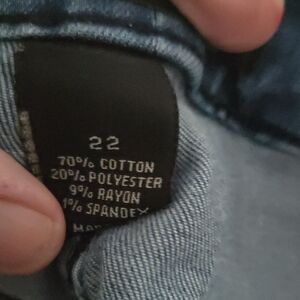 22
70% COTTON
20% POLYESTER
9% RAYON
1% SPANDEX